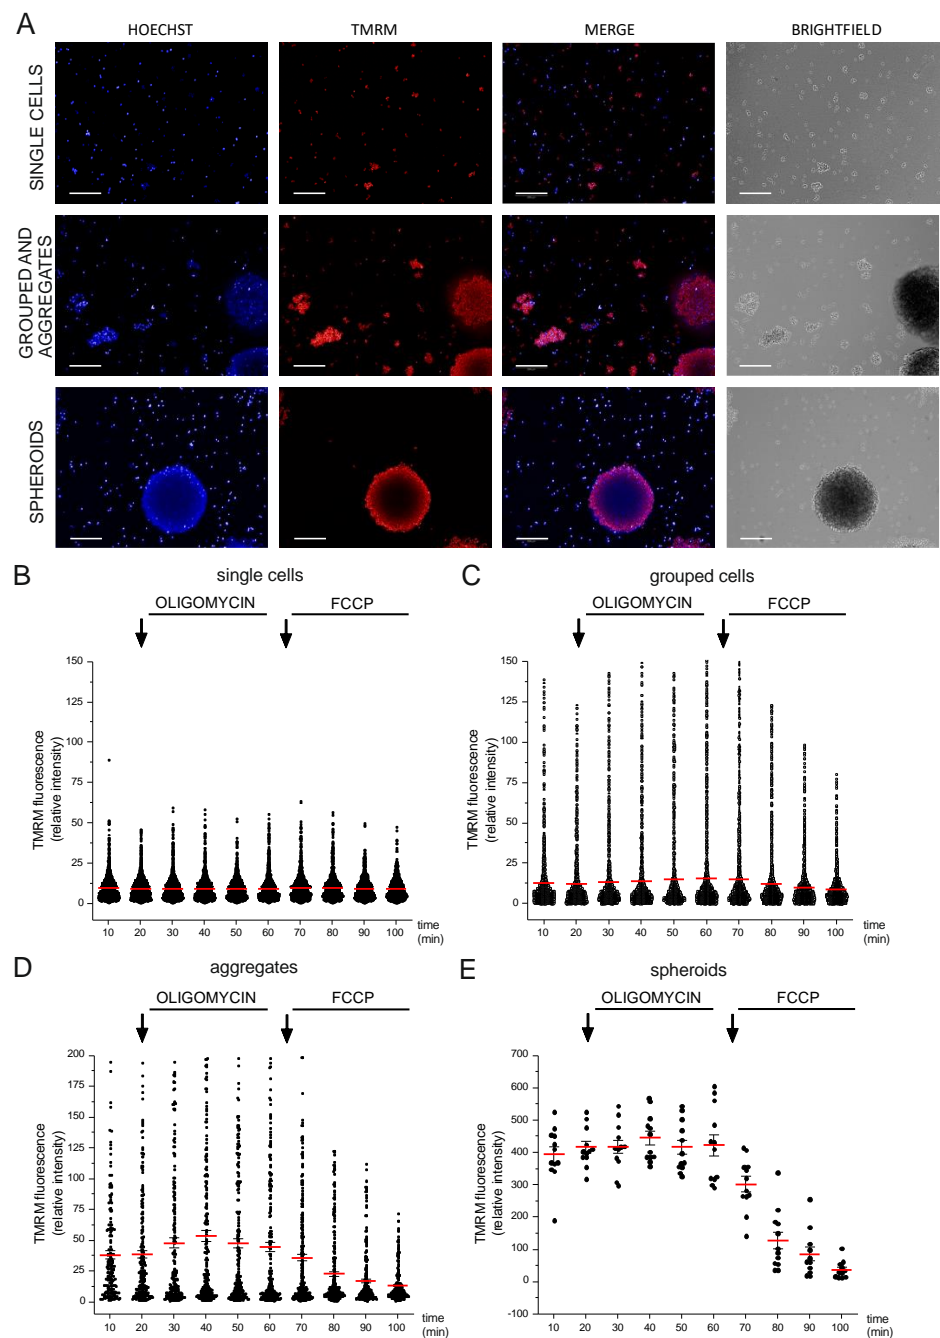 A
HOECHST TMRM MERGE BRIGHTFIELD
SINGLE CELLS
GROUPED AND
AGGREGATES
SPHEROIDS
B single cells
OLIGOMYCIN FCCP
TMRM fluorescence
(relative intensity)
150
125
100
75
50
25
0
10 20 30 40 50 60 70 80 90 100
time
(min)
C grouped cells
OLIGOMYCIN FCCP
TMRM fluorescence
(relative intensity)
150
125
100
75
50
25
0
10 20 30 40 50 60 70 80 90 100
time
(min)
D aggregates
OLIGOMYCIN FCCP
TMRM fluorescence
(relative intensity)
200
175
150
125
100
75
50
25
0
10 20 30 40 50 60 70 80 90 100
time
(min)
E spheroids
OLIGOMYCIN FCCP
TMRM fluorescence
(relative intensity)
700
600
500
400
300
200
100
0
-100
10 20 30 40 50 60 70 80 90 100
time
(min)